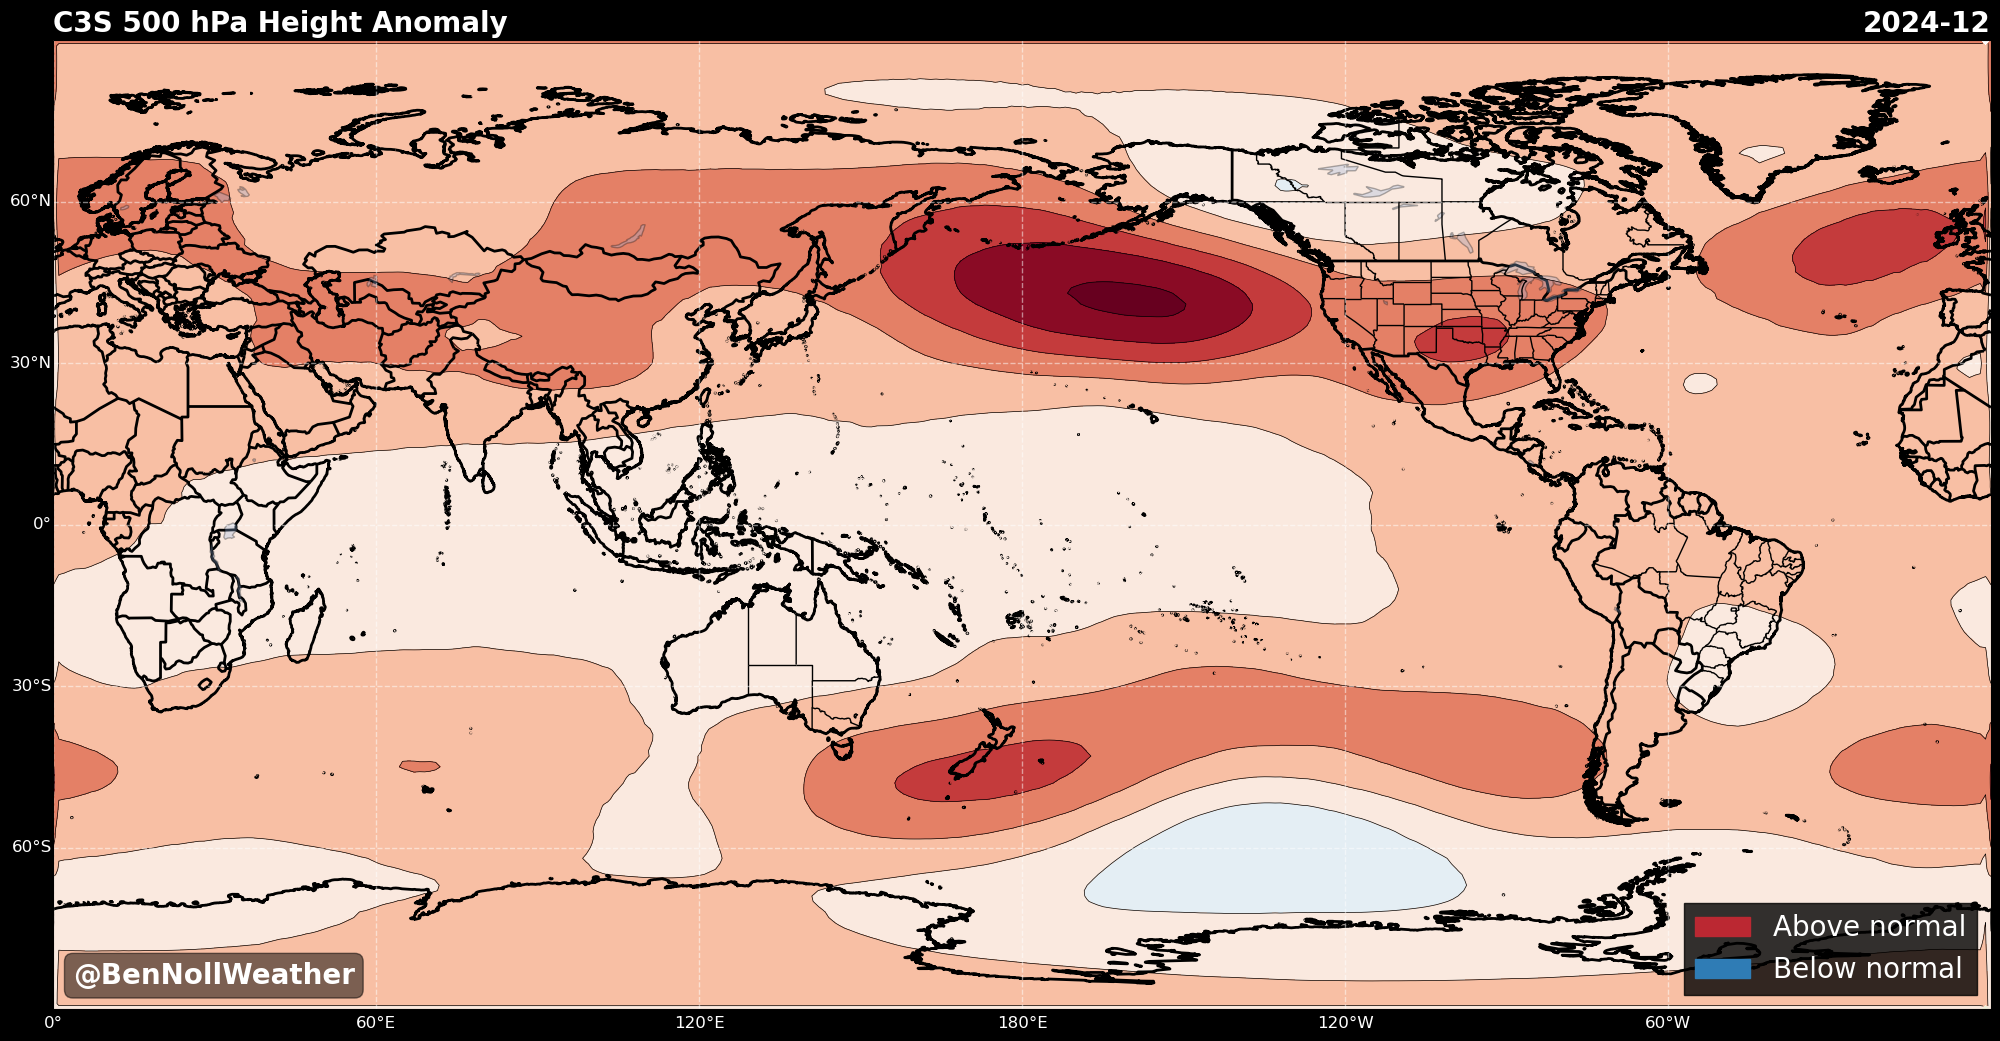 C3S 500 hPa Height Anomaly
2024-12
60°N
30°N
0°
30°S
60°S
Above normal
Below normal
@BenNollWeather
0°
60°E
120°E
180°E
120°W
60°W